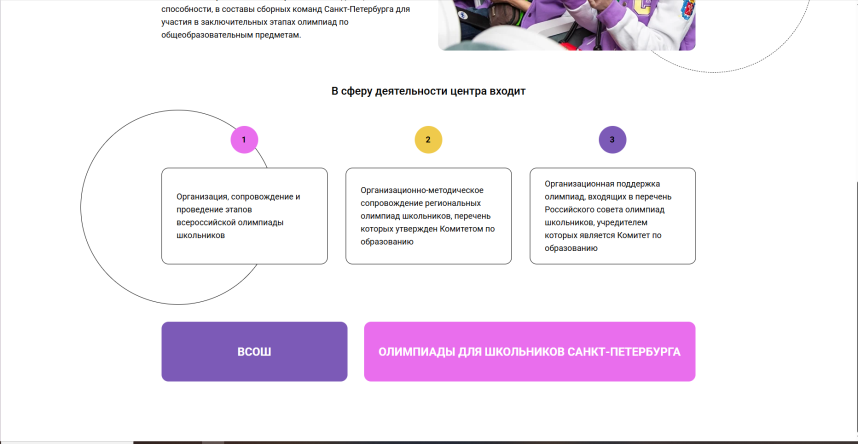 способности, в составы сборных команд Санкт-Петербурга для
участия в заключительных этапах олимпиад по
общеобразовательным предметам.
В сферу деятельности центра входит
1
Организация, сопровождение и
проведение этапов
всероссийской олимпиады
школьников
2
Организационно-методическое
сопровождение региональных
олимпиад школьников, перечень
которых утвержден Комитетом по
образованию
3
Организационная поддержка
олимпиад, входящих в перечень
Российского совета олимпиад
школьников, учредителем
которых является Комитет по
образованию
ВСОШ
ОЛИМПИАДЫ ДЛЯ ШКОЛЬНИКОВ САНКТ-ПЕТЕРБУРГА